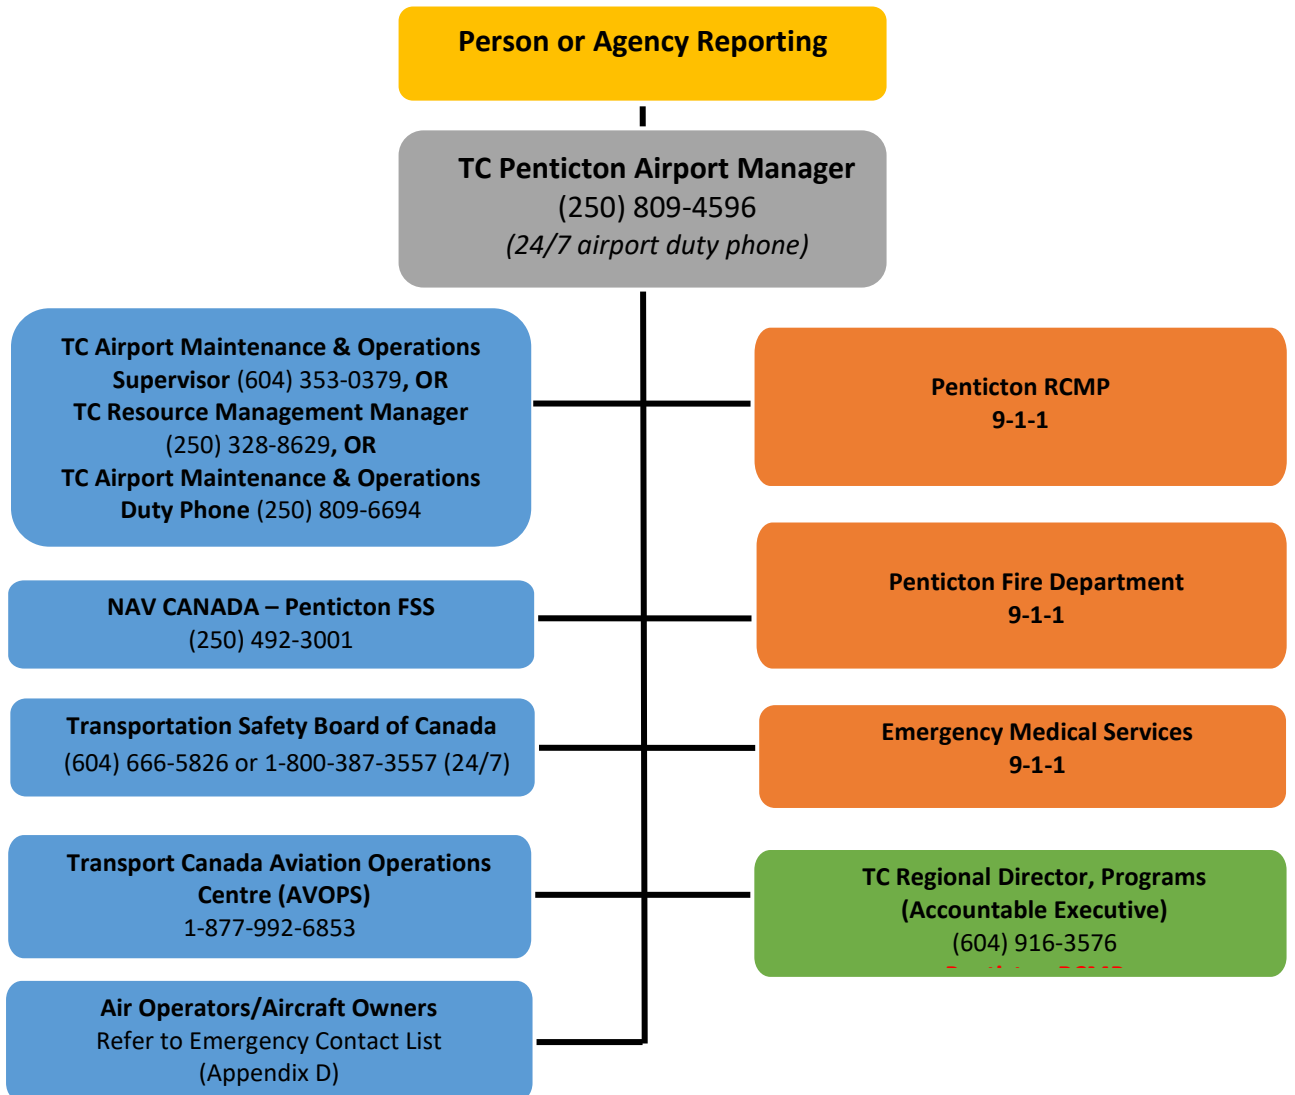 Person or Agency Reporting
TC Penticton Airport Manager
(250) 809-4596
(24/7 airport duty phone)
TC Airport Maintenance & Operations
Supervisor (604) 353-0379, OR
TC Resource Management Manager
(250) 328-8629, OR
TC Airport Maintenance & Operations
Duty Phone (250) 809-6694
Penticton RCMP
9-1-1
NAV CANADA – Penticton FSS
(250) 492-3001
Penticton Fire Department
9-1-1
Transportation Safety Board of Canada
(604) 666-5826 or 1-800-387-3557 (24/7)
Emergency Medical Services
9-1-1
Transport Canada Aviation Operations
Centre (AVOPS)
1-877-992-6853
TC Regional Director, Programs
(Accountable Executive)
(604) 916-3576
Air Operators/Aircraft Owners
Refer to Emergency Contact List
(Appendix D)